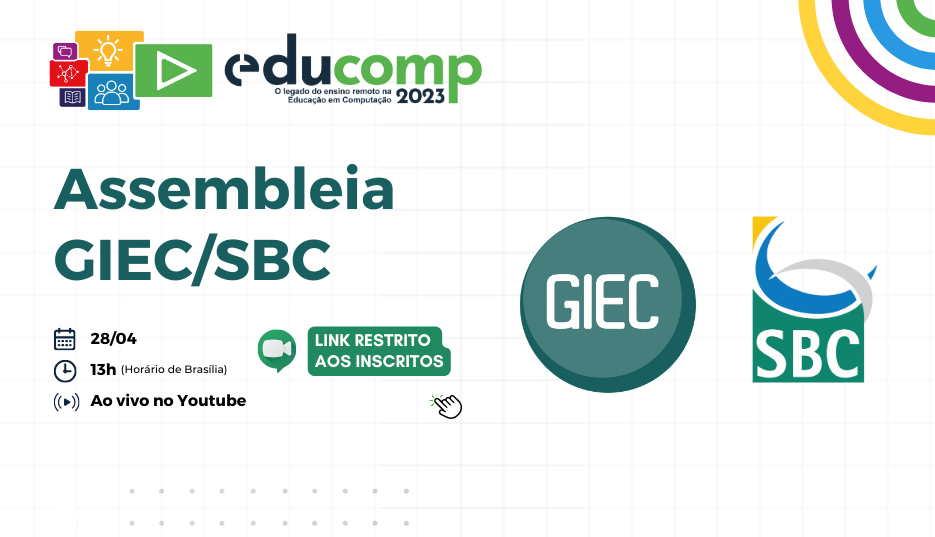 educomp
O legado do ensino remoto na
Educação em Computação
2023
Assembleia
GIEC/SBC
28/04
13h (Horário de Brasília)
Ao vivo no Youtube
LINK RESTRITO
AOS INSCRITOS
GIEC
SBC